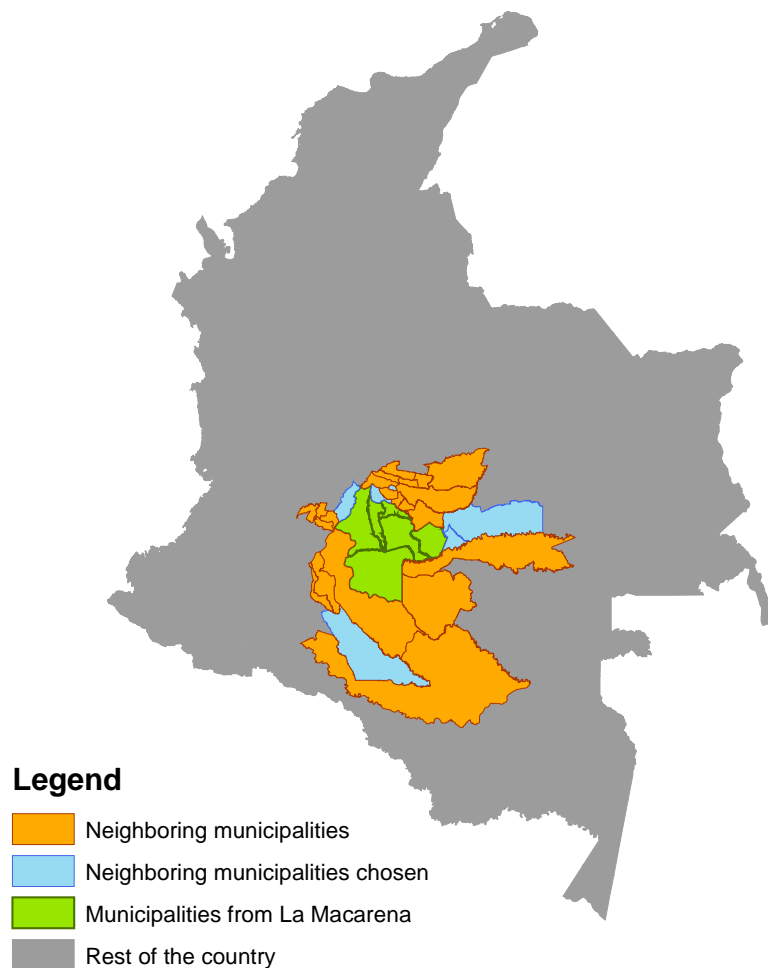 Legend
Neighboring municipalities
Neighboring municipalities chosen
Municipalities from La Macarena
Rest of the country